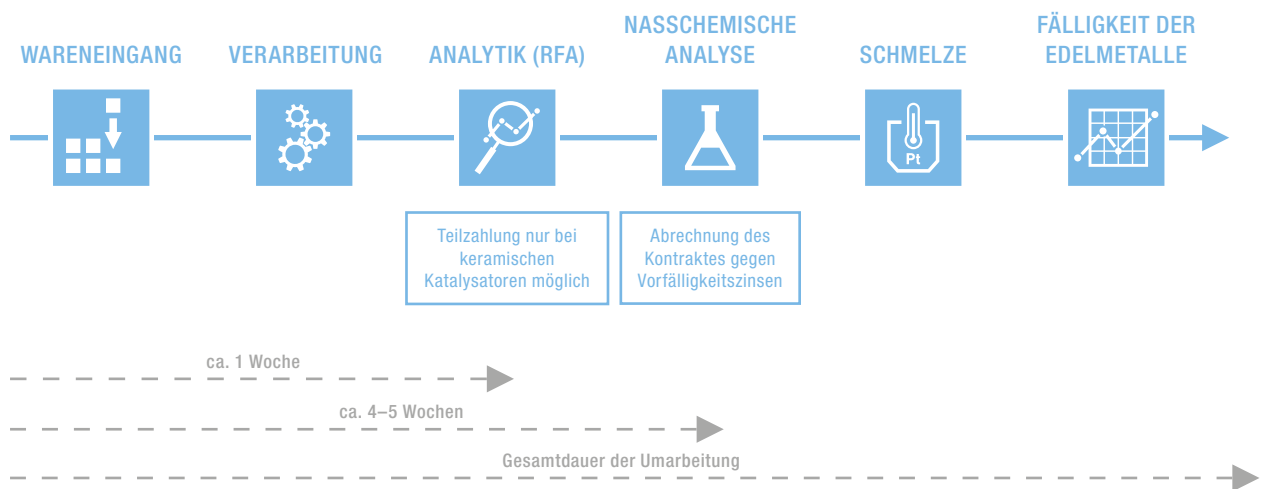 WARENEINGANG
VERARBEITUNG
ANALYTIK (RFA)
NASSCHEMISCHE
ANALYSE
SCHMELZE
FÄLLIGKEIT DER
EDELMETALLE
Pt
Teilzahlung nur bei
keramischen
Katalysatoren möglich
Abrechnung des
Kontraktes gegen
Vorfälligkeitszinsen
ca. 1 Woche
ca. 4–5 Wochen
Gesamtdauer der Umarbeitung